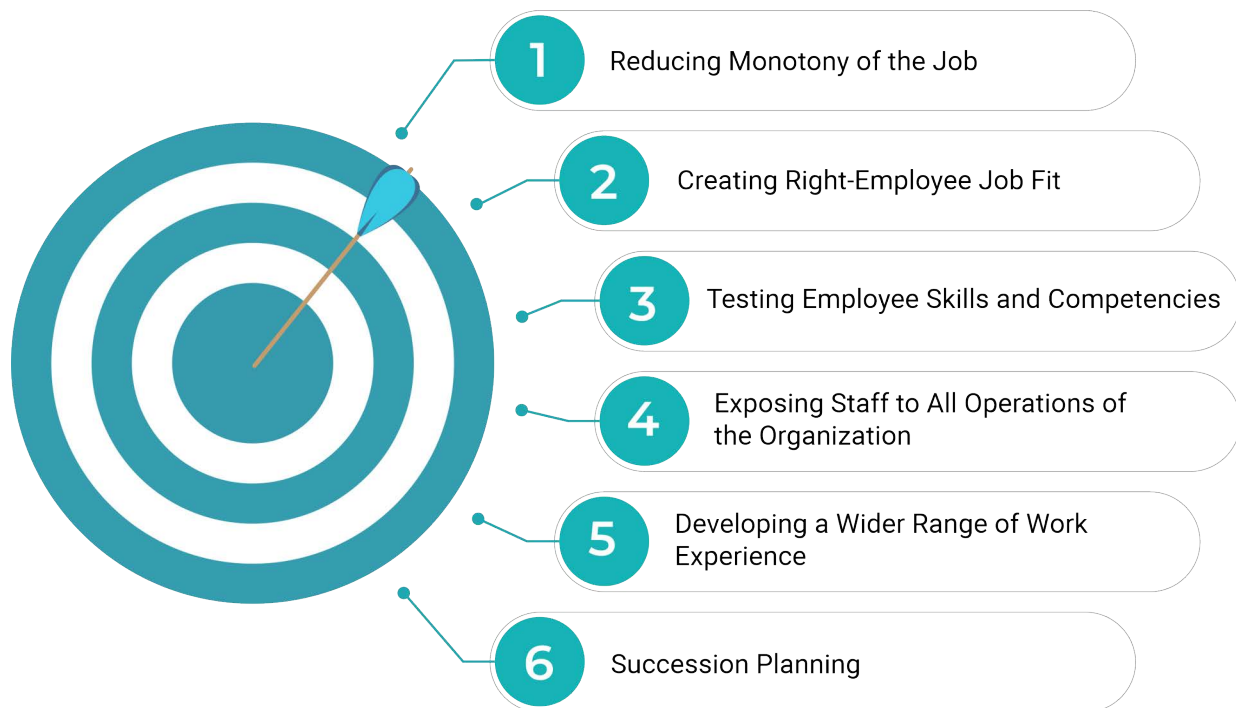 1
Reducing Monotony of the Job
2
Creating Right-Employee Job Fit
3
Testing Employee Skills and Competencies
4
Exposing Staff to All Operations of
the Organization
5
Developing a Wider Range of Work
Experience
6
Succession Planning